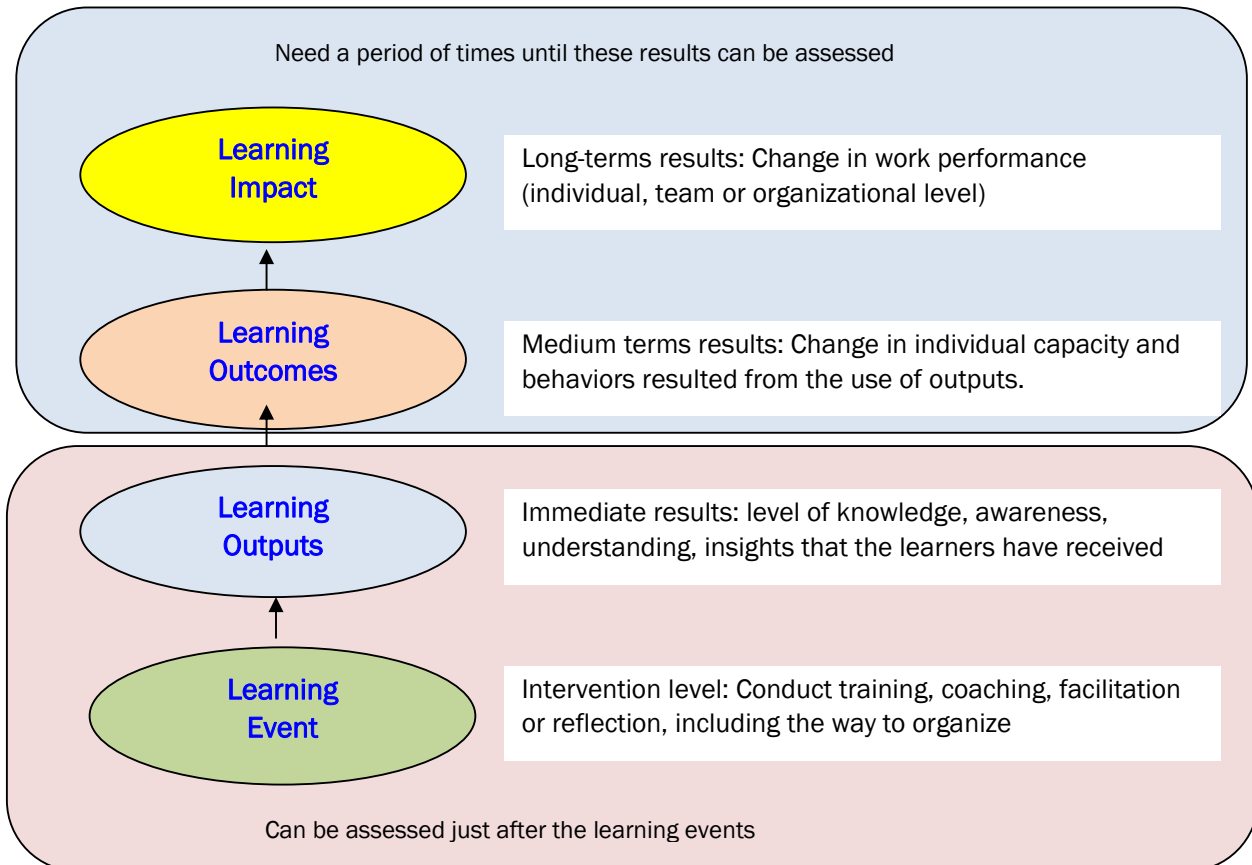 Need a period of times until these results can be assessed
Learning
Impact
Long-terms results: Change in work performance
(individual, team or organizational level)
Learning
Outcomes
Medium terms results: Change in individual capacity and
behaviors resulted from the use of outputs.
Learning
Outputs
Immediate results: level of knowledge, awareness,
understanding, insights that the learners have received
Learning
Event
Intervention level: Conduct training, coaching, facilitation
or reflection, including the way to organize
Can be assessed just after the learning events